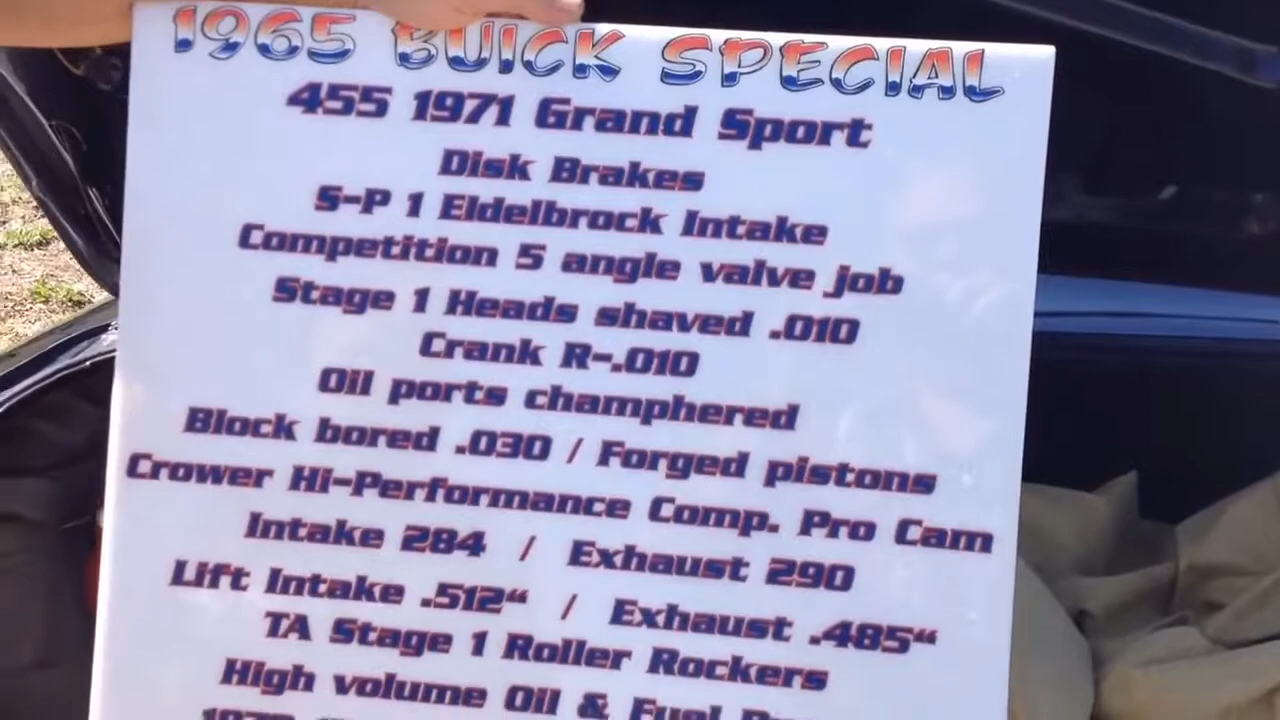 1965 BUICK SPECIAL
455 1971 Grand Sport
Disk Brakes
S-P 1 Eldelbrock Intake
Competition 5 angle valve job
Stage 1 Heads shaved .010
Crank R-.010
Oil ports champhered
Block bored .030 / Forged pistons
Crower Hi-Performance Comp. Pro Cam
Intake 284 / Exhaust 290
Lift Intake .512“ / Exhaust .485“
TA Stage 1 Roller Rockers
High volume Oil & Fuel